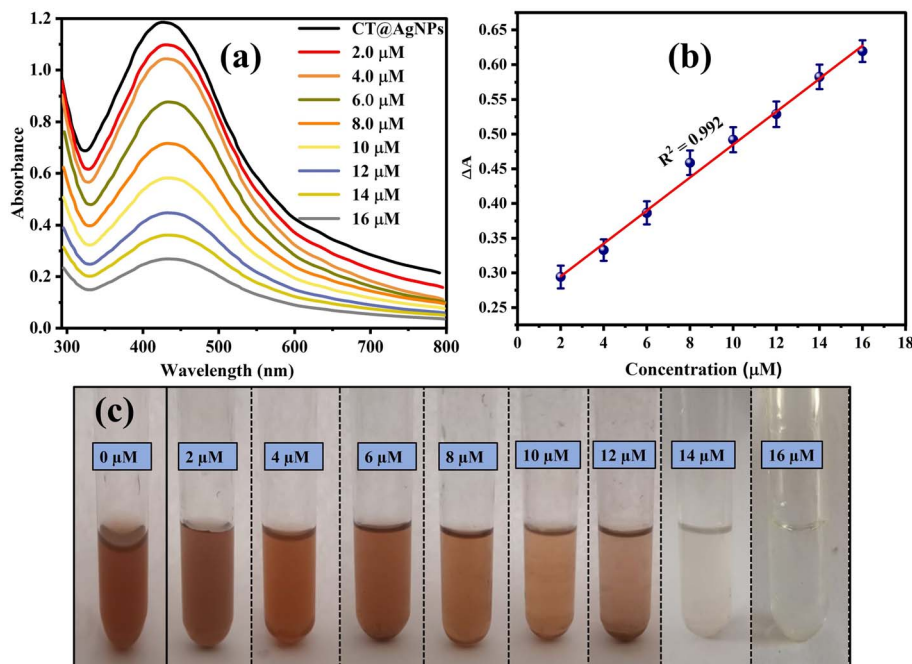 (a)
Absorbance
1.2
1.0
0.8
0.6
0.4
0.2
0.0
300
400
500
600
700
800
Wavelength (nm)
CT@AgNPs
2.0 µM
4.0 µM
6.0 µM
8.0 µM
10 µM
12 µM
14 µM
16 µM
(b)
ΔA
0.65
0.60
0.55
0.50
0.45
0.40
0.35
0.30
0.25
R² = 0.992
0 2 4 6 8 10 12 14 16 18
Concentration (µM)
(c)
0 µM
2 µM
4 µM
6 µM
8 µM
10 µM
12 µM
14 µM
16 µM